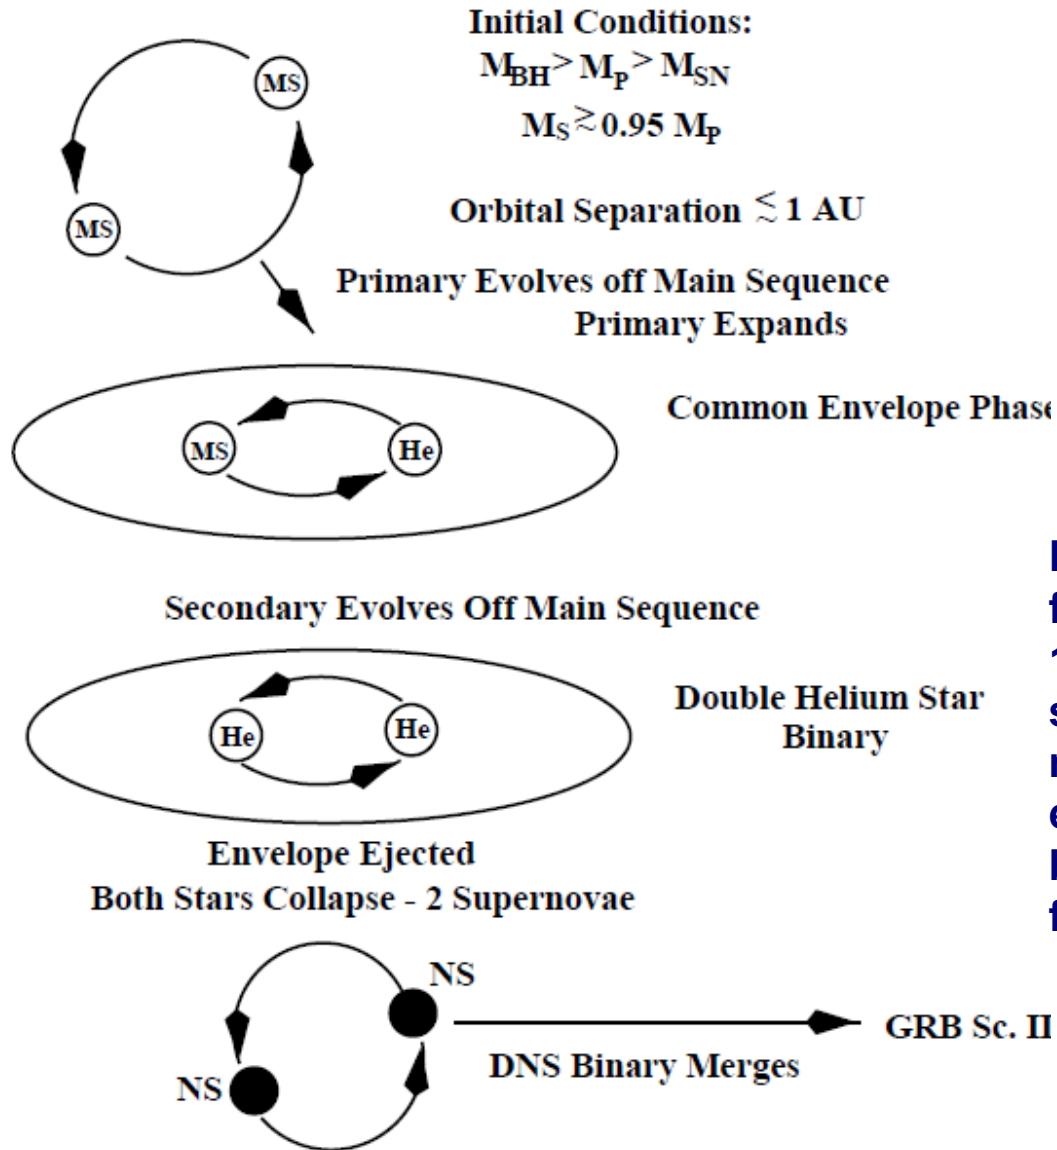 Initial Conditions:
M_BH > M_P > M_SN
M_S ≳ 0.95 M_P
MS
MS
Orbital Separation ≲ 1 AU
Primary Evolves off Main Sequence
Primary Expands
Common Envelope Phase
MS
He
Secondary Evolves Off Main Sequence
Double Helium Star
Binary
He
He
Envelope Ejected
Both Stars Collapse - 2 Supernovae
NS
GRB Sc. II
DNS Binary Merges
NS